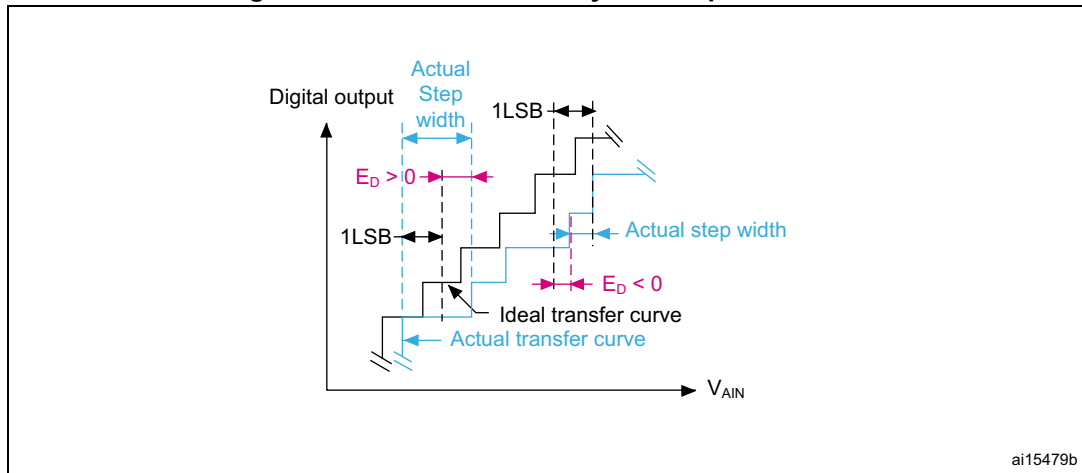 Actual
Step
width
Digital output
1LSB
E_D > 0
1LSB
Actual step width
E_D < 0
Ideal transfer curve
Actual transfer curve
V_AIN
ai15479b